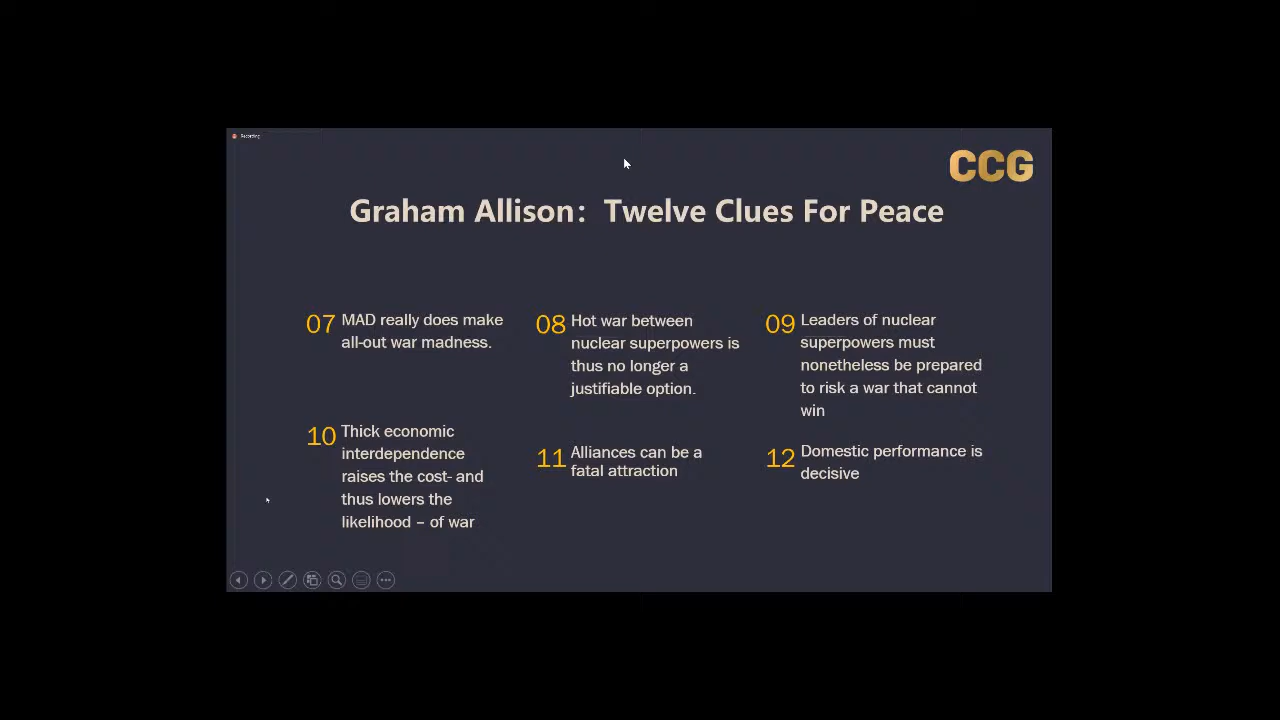 Recording
CCG
Graham Allison: Twelve Clues For Peace
07
MAD really does make
all-out war madness.
08
Hot war between
nuclear superpowers is
thus no longer a
justifiable option.
09
Leaders of nuclear
superpowers must
nonetheless be prepared
to risk a war that cannot
win
10
Thick economic
interdependence
raises the cost- and
thus lowers the
likelihood – of war
11
Alliances can be a
fatal attraction
12
Domestic performance is
decisive